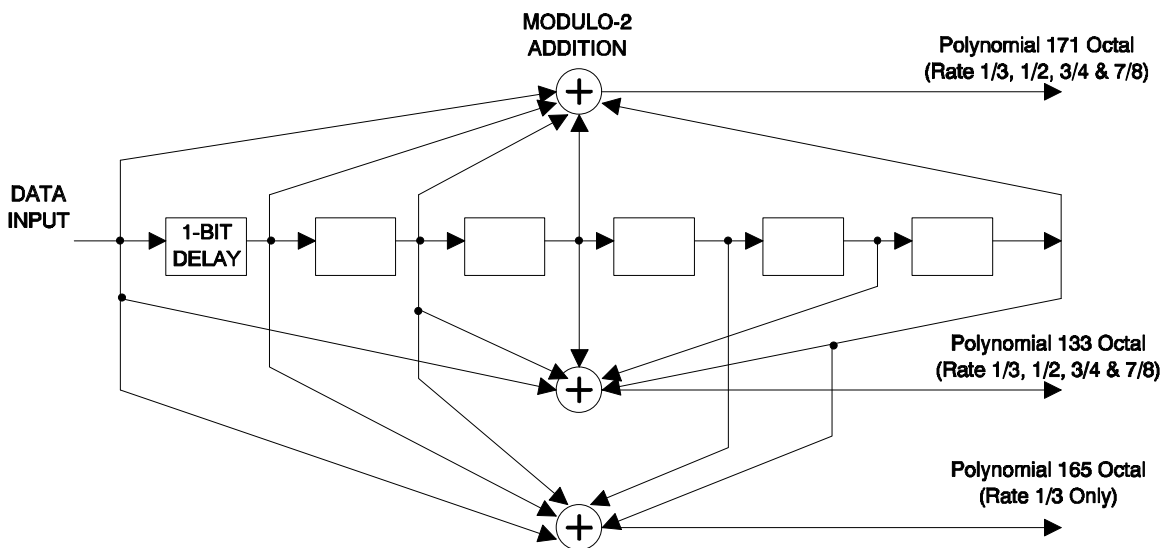 MODULO-2
ADDITION
Polynomial 171 Octal
(Rate 1/3, 1/2, 3/4 & 7/8)
DATA
INPUT
1-BIT
DELAY
Polynomial 133 Octal
(Rate 1/3, 1/2, 3/4 & 7/8)
Polynomial 165 Octal
(Rate 1/3 Only)